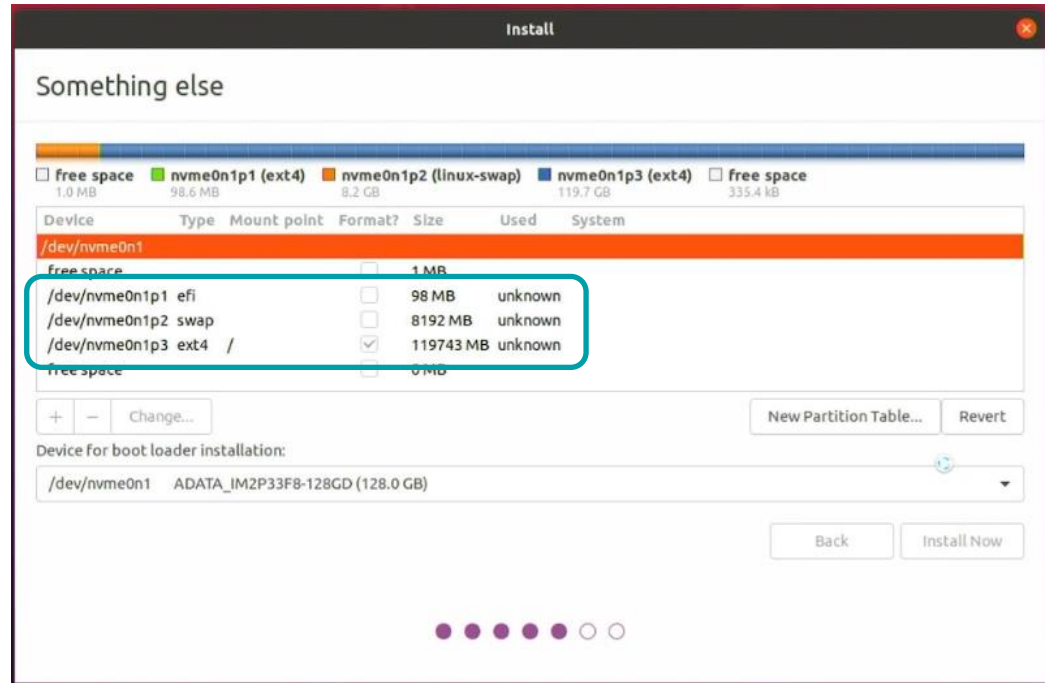 Install
Something else
free space nvme0n1p1 (ext4) nvme0n1p2 (linux-swap) nvme0n1p3 (ext4) free space
1.0 MB 98.6 MB 8.2 GB 119.7 GB 335.4 kB
Device Type Mount point Format? Size Used System
/dev/nvme0n1
free space 1 MB
/dev/nvme0n1p1 efi 98 MB unknown
/dev/nvme0n1p2 swap 8192 MB unknown
/dev/nvme0n1p3 ext4 / 119743 MB unknown
free space 0 MB
+ − Change... New Partition Table... Revert
Device for boot loader installation:
/dev/nvme0n1 ADATA_IM2P33F8-128GD (128.0 GB)
Back Install Now